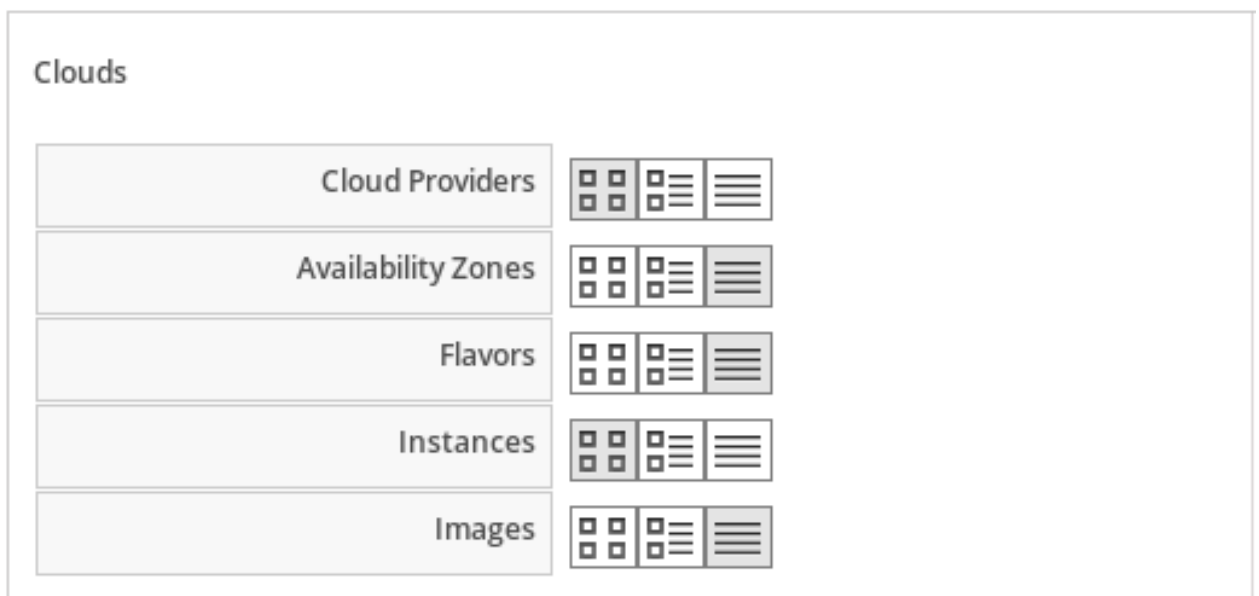 Clouds
Cloud Providers
Availability Zones
Flavors
Instances
Images